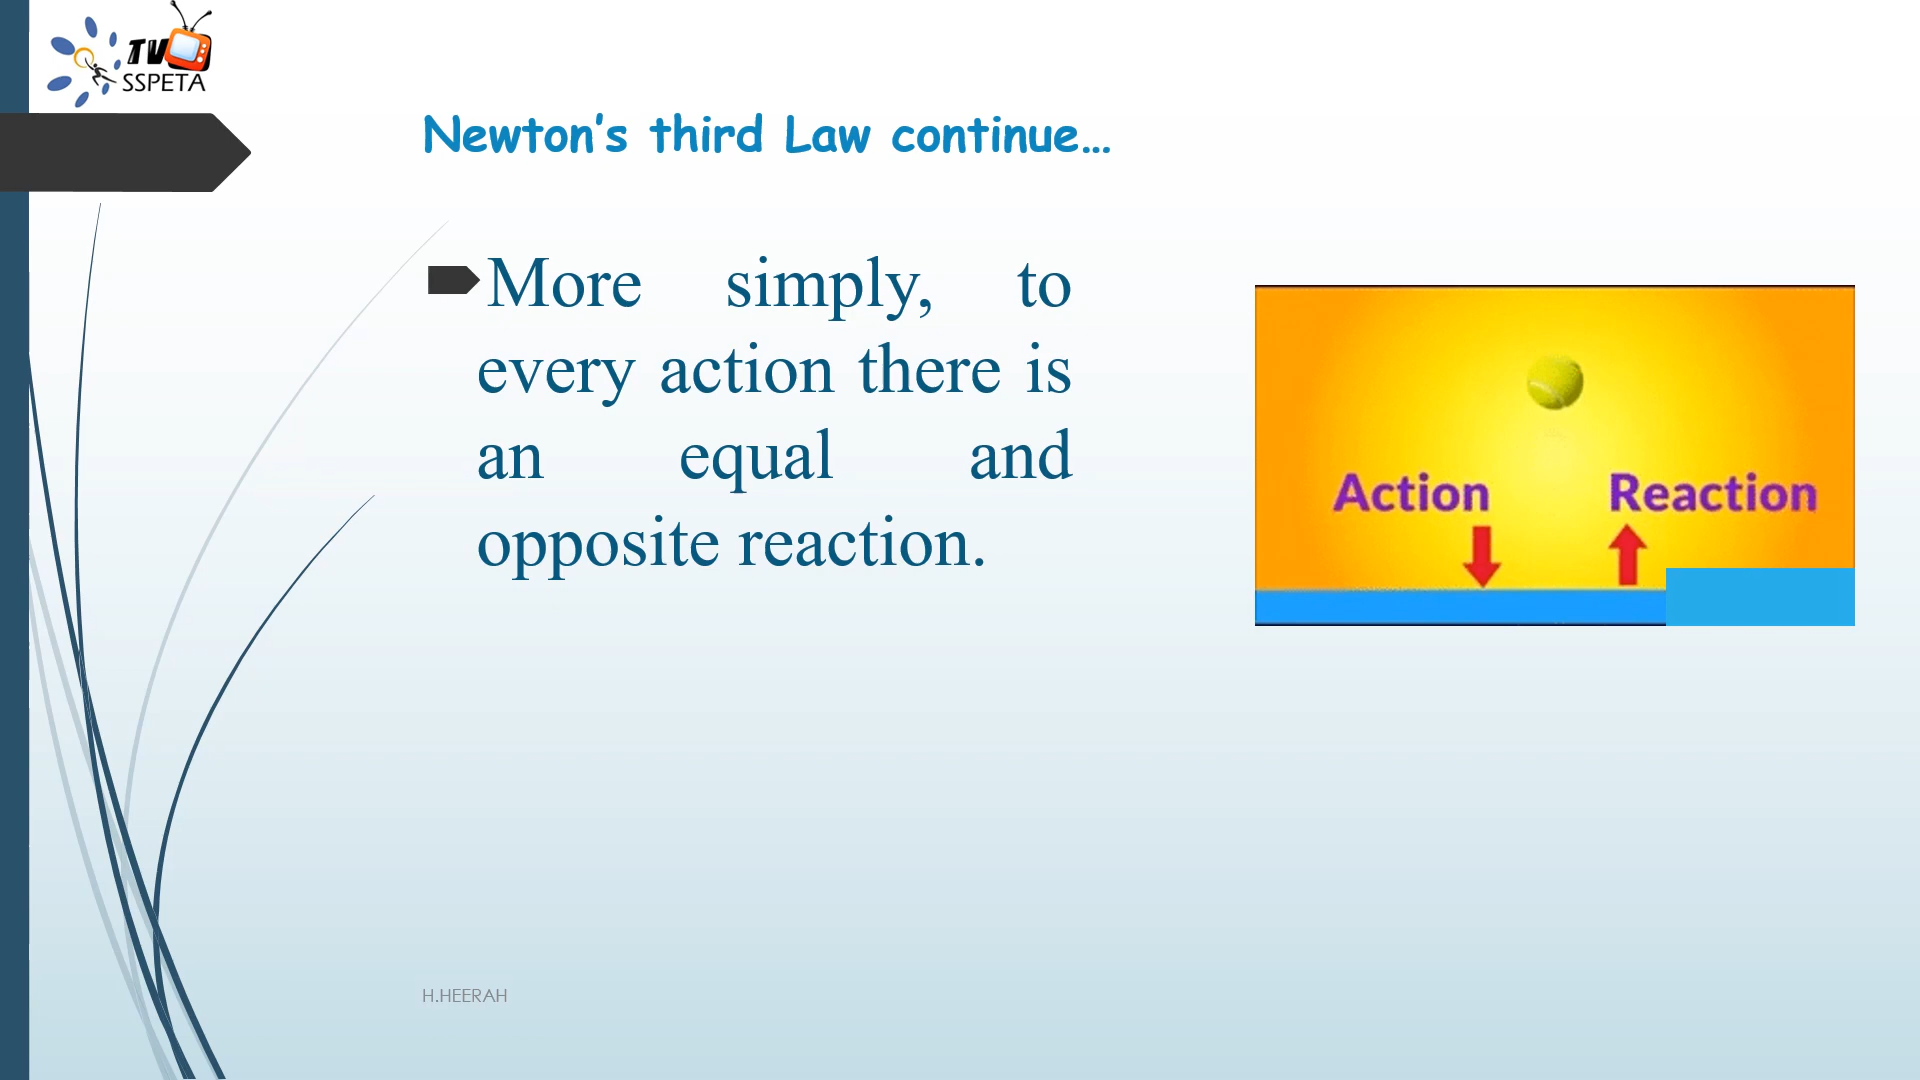 TV
SSPETA
Newton’s third Law continue…
More simply, to
every action there is
an equal and
opposite reaction.
Action Reaction
H.HEERAH